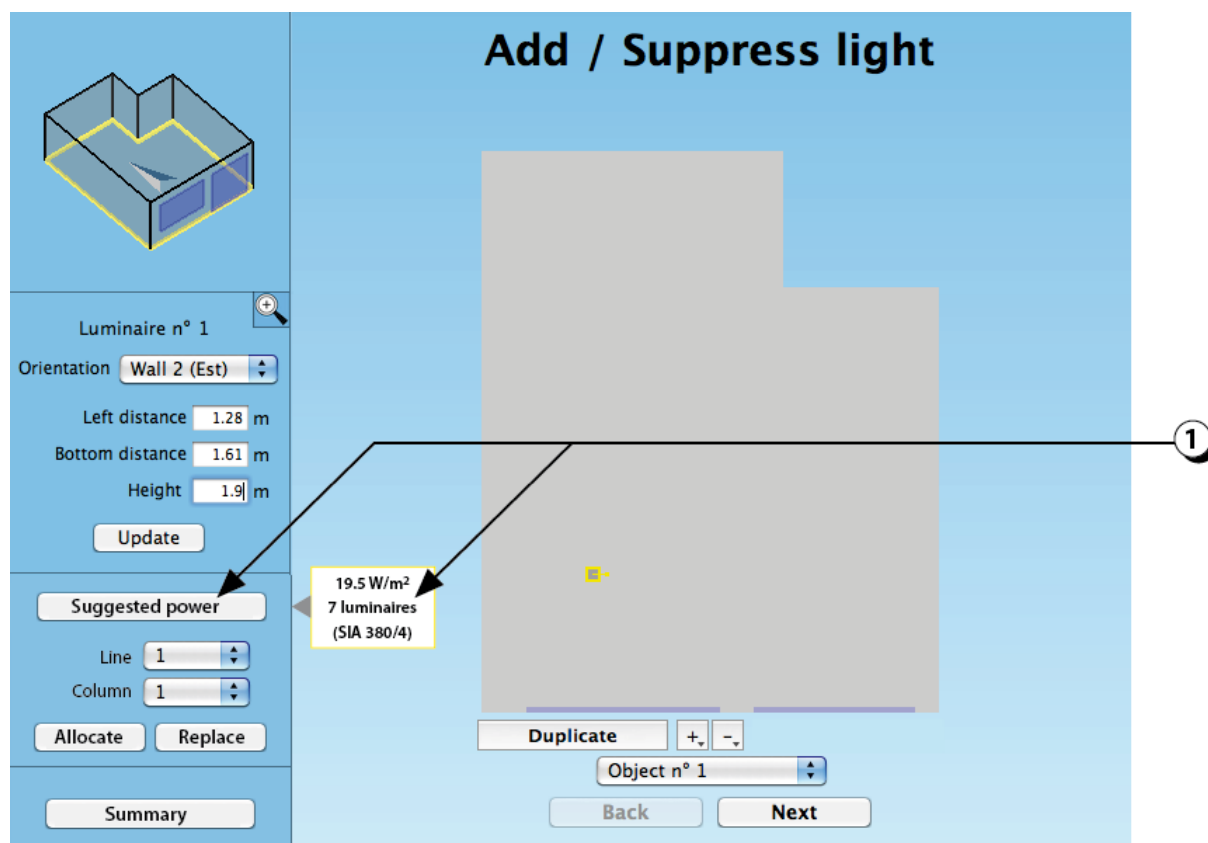 Add / Suppress light
Luminaire n° 1
Orientation Wall 2 (Est)
Left distance 1.28 m
Bottom distance 1.61 m
Height 1.9 m
Update
Suggested power
19.5 W/m²
7 luminaires
(SIA 380/4)
Line 1
Column 1
Allocate Replace
Summary
1
Duplicate + -
Object n° 1
Back Next